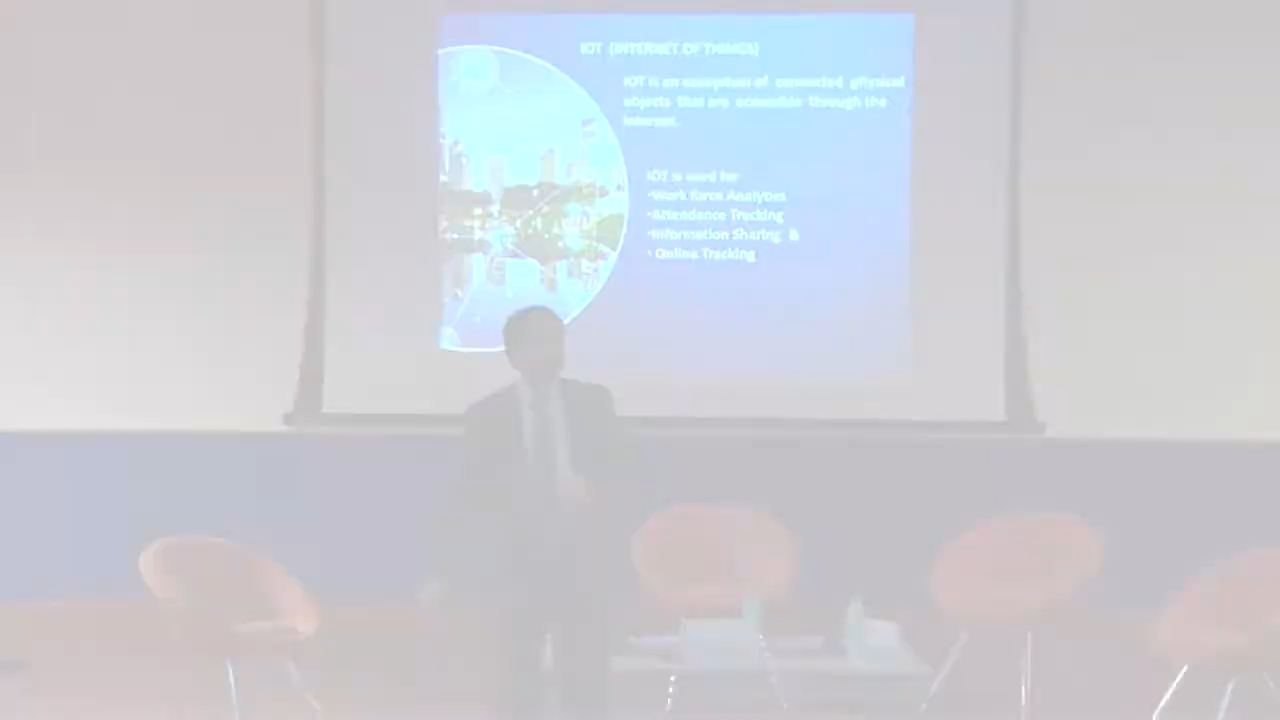 IOT (INTERNET OF THINGS)
IOT is an ecosystem of connected physical
objects that are accessible through the
internet.
IOT is used for
•Work force Analytics
•Attendance Tracking
•Information Sharing &
• Online Tracking